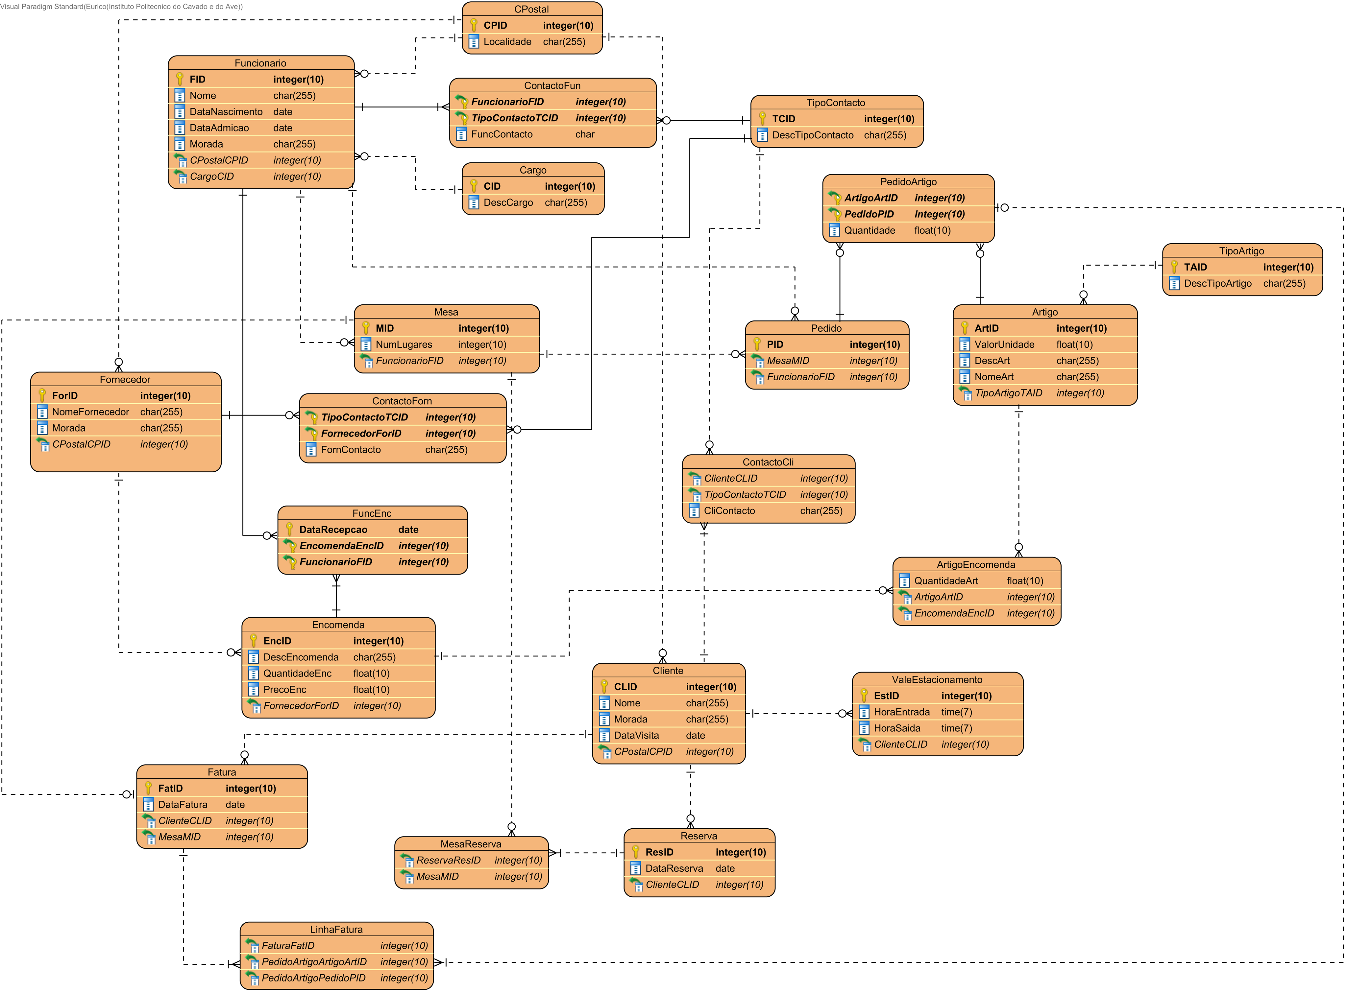 Visual Paradigm Standard(Eurico(Instituto Politecnico do Cavado e do Ave))
CPostal
CPID integer(10)
Localidade char(255)
Funcionario
FID integer(10)
Nome char(255)
DataNascimento date
DataAdmicao date
Morada char(255)
CPostalCPID integer(10)
CargoCID integer(10)
ContactoFun
FuncionarioFID integer(10)
TipoContactoTCID integer(10)
FuncContacto char
TipoContacto
TCID integer(10)
DescTipoContacto char(255)
Cargo
CID integer(10)
DescCargo char(255)
PedidoArtigo
ArtigoArtID integer(10)
PedidoPID integer(10)
Quantidade float(10)
TipoArtigo
TAID integer(10)
DescTipoArtigo char(255)
Mesa
MID integer(10)
NumLugares integer(10)
FuncionarioFID integer(10)
Pedido
PID integer(10)
MesaMID integer(10)
FuncionarioFID integer(10)
Artigo
ArtID integer(10)
ValorUnidade float(10)
DescArt char(255)
NomeArt char(255)
TipoArtigoTAID integer(10)
Fornecedor
ForID integer(10)
NomeFornecedor char(255)
Morada char(255)
CPostalCPID integer(10)
ContactoForn
TipoContactoTCID integer(10)
FornecedorForID integer(10)
FornContacto char(255)
ContactoCli
ClienteCLID integer(10)
TipoContactoTCID integer(10)
CliContacto char(255)
FuncEnc
DataRecepcao date
EncomendaEncID integer(10)
FuncionarioFID integer(10)
ArtigoEncomenda
QuantidadeArt float(10)
ArtigoArtID integer(10)
EncomendaEncID integer(10)
Encomenda
EncID integer(10)
DescEncomenda char(255)
QuantidadeEnc float(10)
PrecoEnc float(10)
FornecedorForID integer(10)
Cliente
CLID integer(10)
Nome char(255)
Morada char(255)
DataVisita date
CPostalCPID integer(10)
ValeEstacionamento
EstID integer(10)
HoraEntrada time(7)
HoraSaida time(7)
ClienteCLID integer(10)
Fatura
FatID integer(10)
DataFatura date
ClienteCLID integer(10)
MesaMID integer(10)
MesaReserva
ReservaResID integer(10)
MesaMID integer(10)
Reserva
ResID integer(10)
DataReserva date
ClienteCLID integer(10)
LinhaFatura
FaturaFatID integer(10)
PedidoArtigoArtigoArtID integer(10)
PedidoArtigoPedidoPID integer(10)